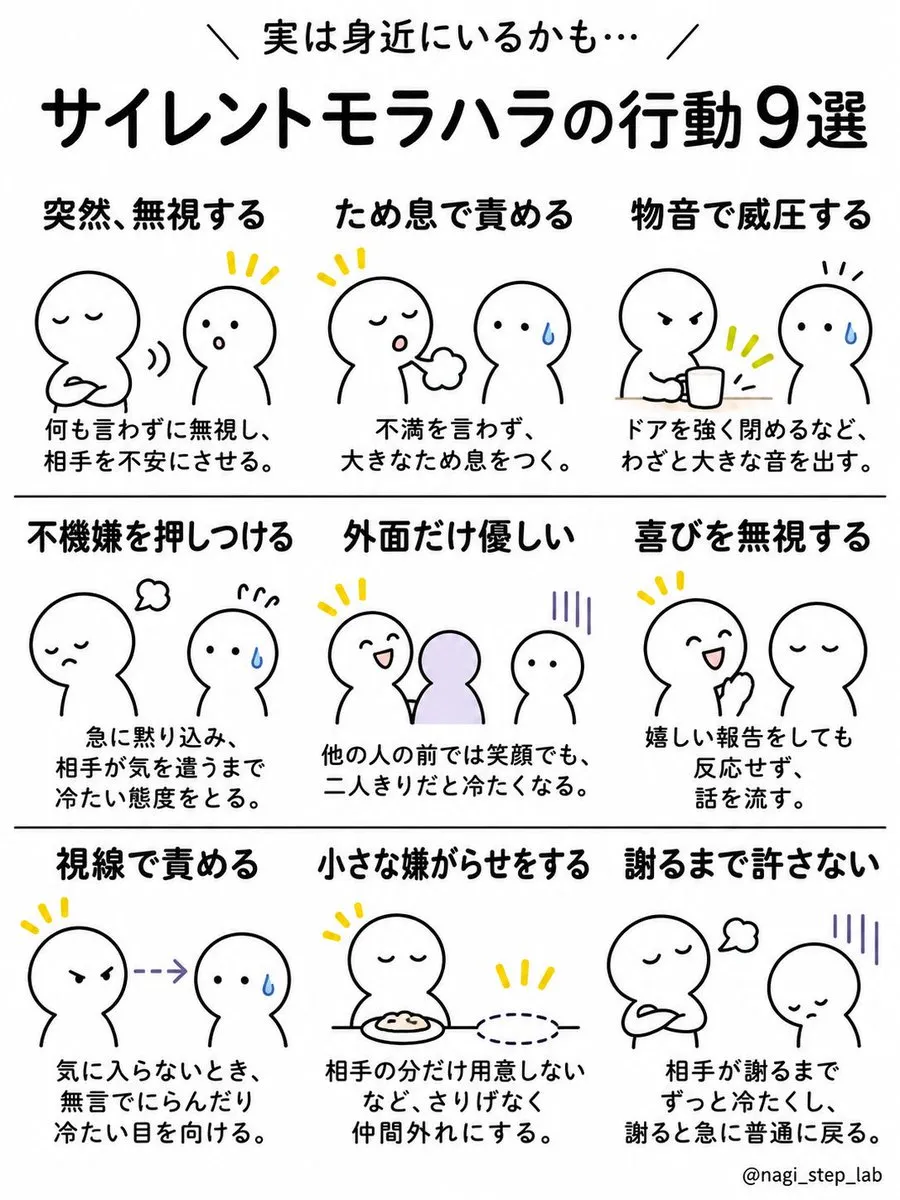 実は身近にいるかも…
サイレントモラハラの行動9選
突然、無視する
何も言わずに無視し、
相手を不安にさせる。
ため息で責める
不満を言わず、
大きなため息をつく。
物音で威圧する
ドアを強く閉めるなど、
わざと大きな音を出す。
不機嫌を押しつける
急に黙り込み、
相手が気を遣うまで
冷たい態度をとる。
外面だけ優しい
他の人の前では笑顔でも、
二人きりだと冷たくなる。
喜びを無視する
嬉しい報告をしても
反応せず、
話を流す。
視線で責める
気に入らないとき、
無言でにらんだり
冷たい目を向ける。
小さな嫌がらせをする
相手の分だけ用意しない
など、さりげなく
仲間外れにする。
謝るまで許さない
相手が謝るまで
ずっと冷たくし、
謝ると急に普通に戻る。
@nagi_step_lab